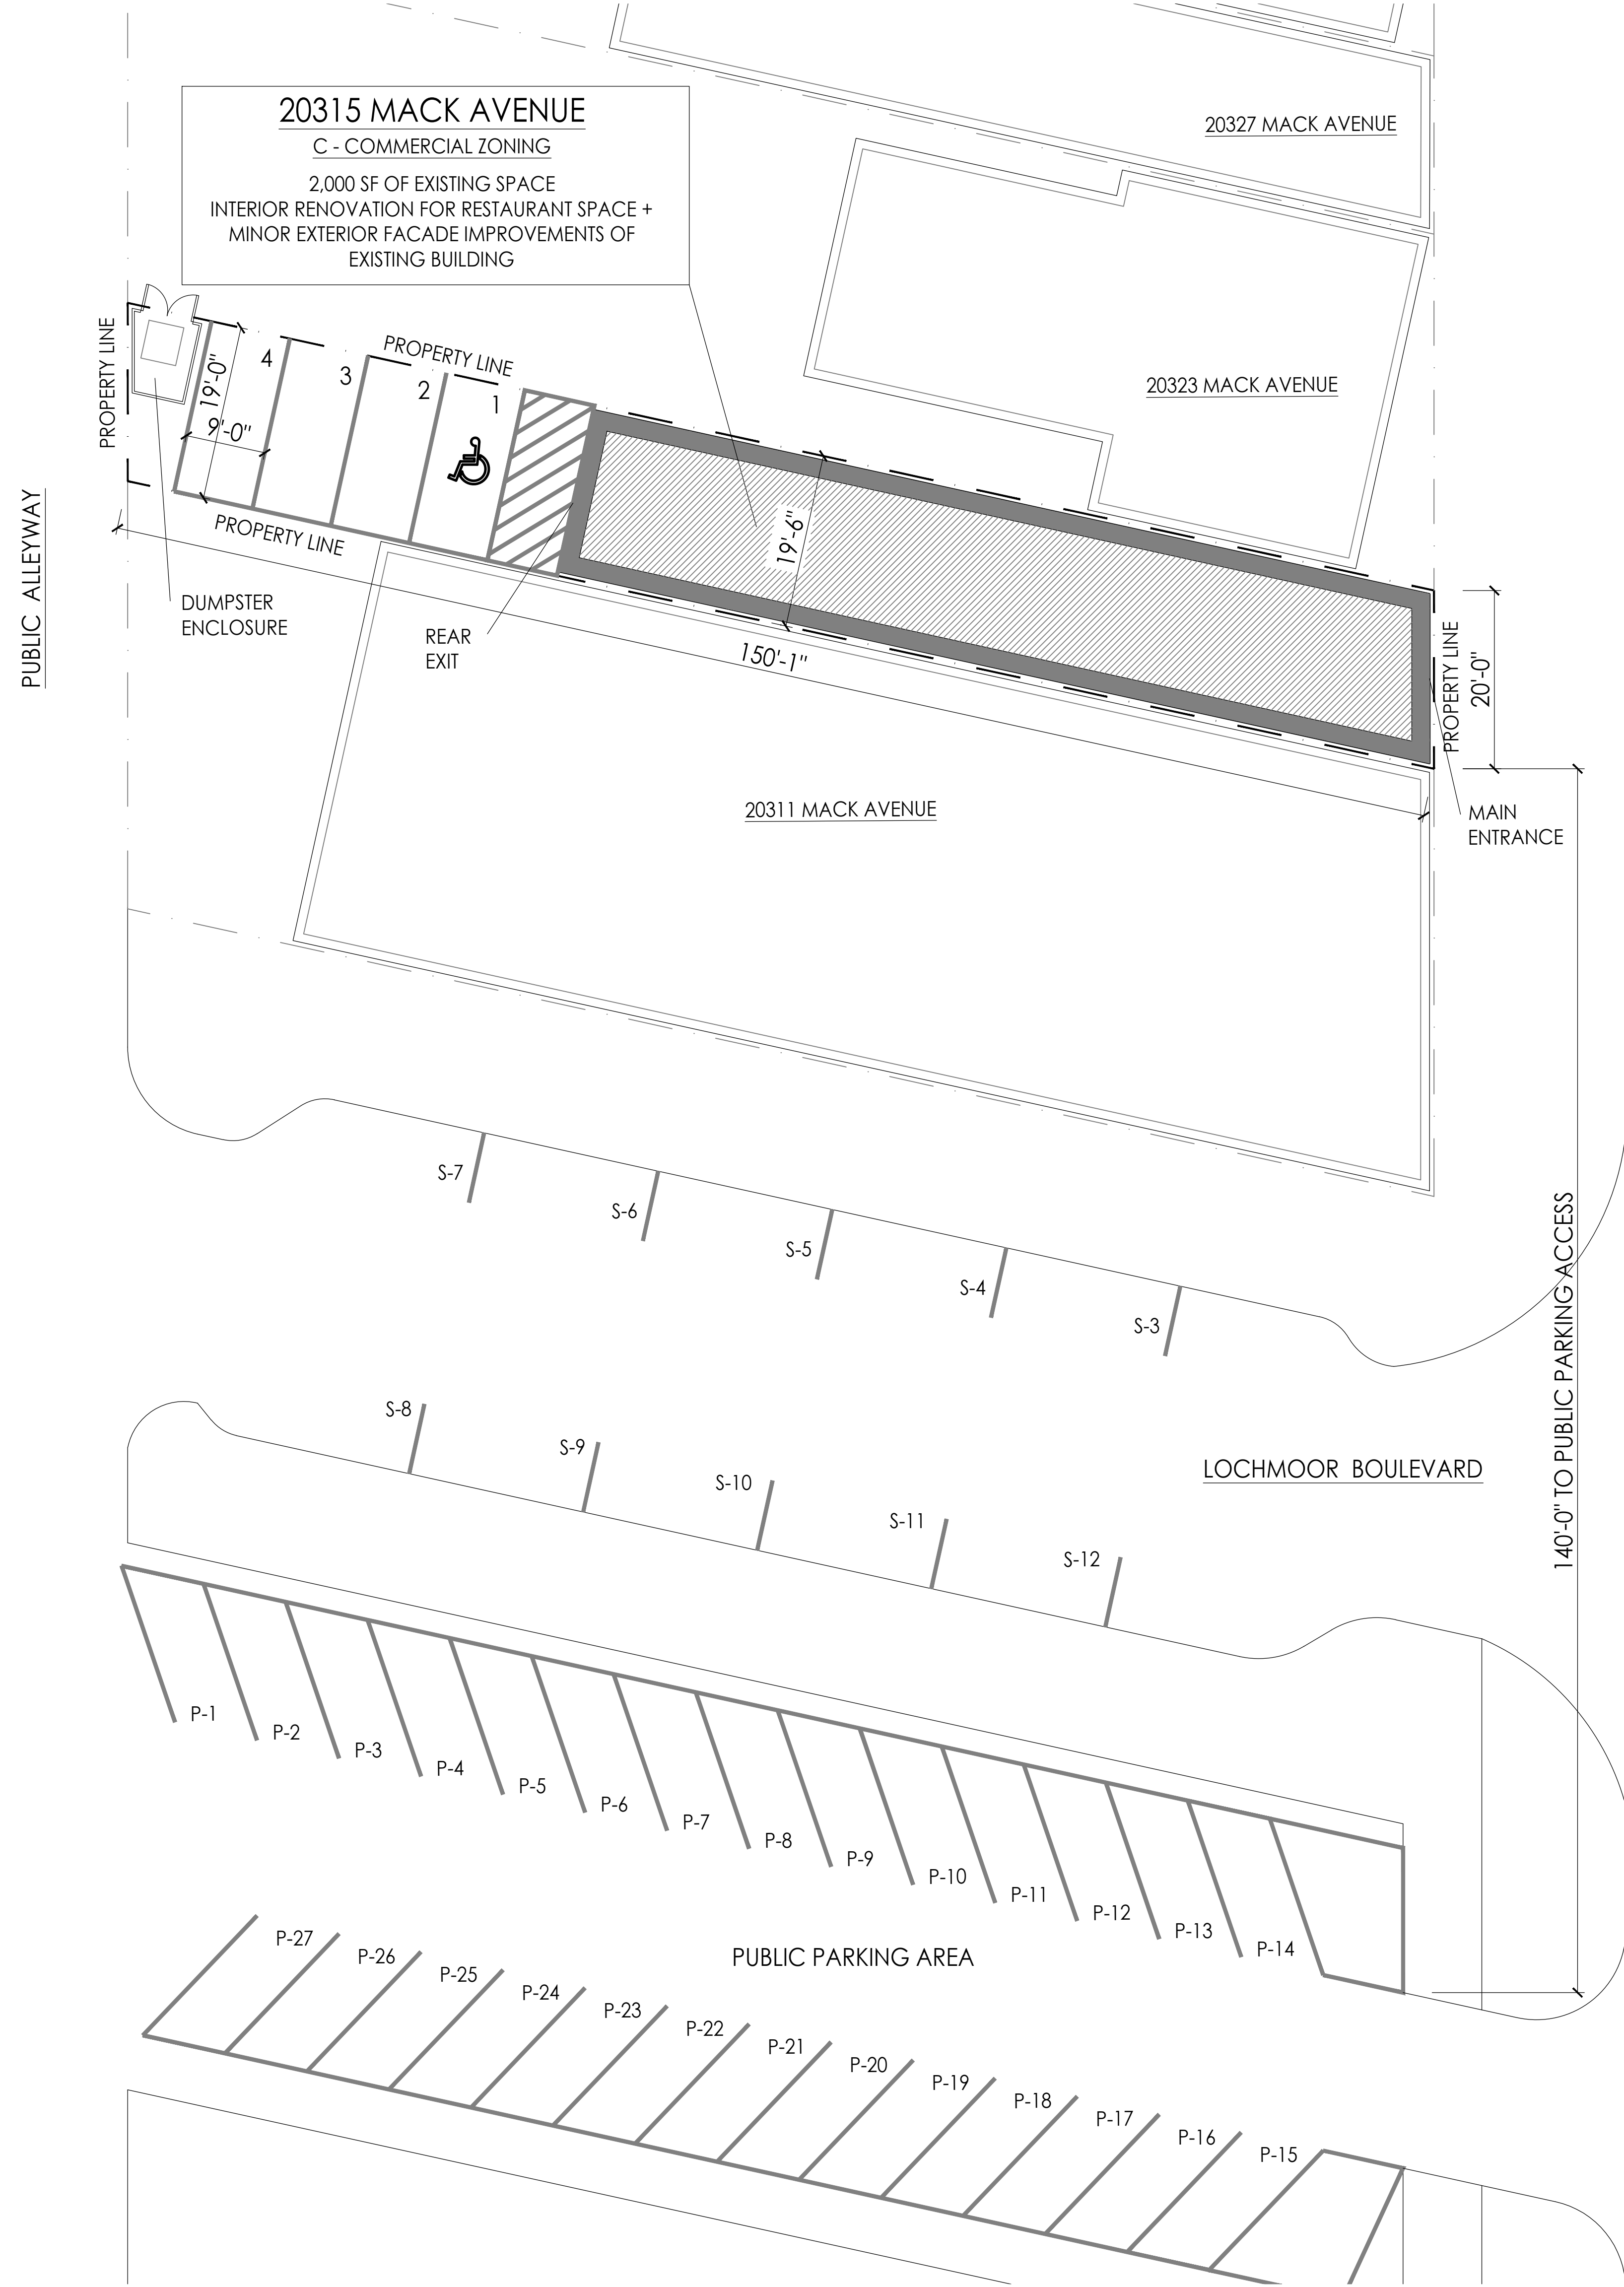 20315 MACK AVENUE
C - COMMERCIAL ZONING
2,000 SF OF EXISTING SPACE
INTERIOR RENOVATION FOR RESTAURANT SPACE +
MINOR EXTERIOR FACADE IMPROVEMENTS OF
EXISTING BUILDING
20327 MACK AVENUE
20323 MACK AVENUE
PROPERTY LINE
PROPERTY LINE
4
3
2
1
19'-0"
9'-0"
PROPERTY LINE
PUBLIC ALLEYWAY
DUMPSTER
ENCLOSURE
REAR
EXIT
19'-6"
150'-1"
PROPERTY LINE
20'-0"
MAIN
ENTRANCE
20311 MACK AVENUE
140'-0" TO PUBLIC PARKING ACCESS
S-7
S-6
S-5
S-4
S-3
S-8
S-9
S-10
S-11
S-12
LOCHMOOR BOULEVARD
P-1
P-2
P-3
P-4
P-5
P-6
P-7
P-8
P-9
P-10
P-11
P-12
P-13
P-14
PUBLIC PARKING AREA
P-27
P-26
P-25
P-24
P-23
P-22
P-21
P-20
P-19
P-18
P-17
P-16
P-15